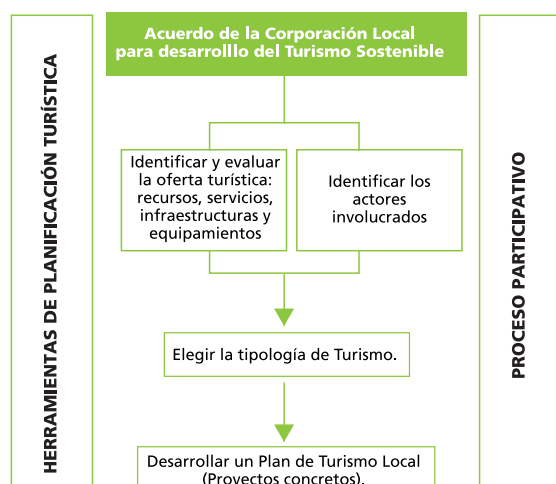 HERRAMIENTAS DE PLANIFICACIÓN TURÍSTICA
Acuerdo de la Corporación Local
para desarrolllo del Turismo Sostenible
Identificar y evaluar
la oferta turística:
recursos, servicios,
infraestructuras y
equipamientos
Identificar los
actores
involucrados
Elegir la tipología de Turismo.
Desarrollar un Plan de Turismo Local
(Proyectos concretos).
PROCESO PARTICIPATIVO